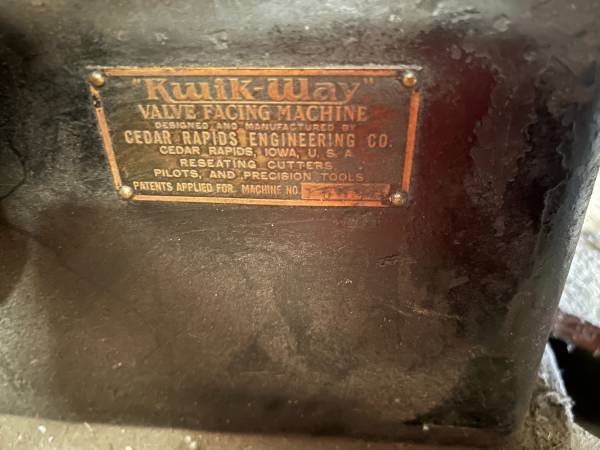 "Kwik-Way"
VALVE FACING MACHINE
DESIGNED AND MANUFACTURED BY
CEDAR RAPIDS ENGINEERING CO.
CEDAR RAPIDS, IOWA, U. S. A
RESEATING CUTTERS,
PILOTS, AND PRECISION TOOLS
PATENTS APPLIED FOR. MACHINE NO.